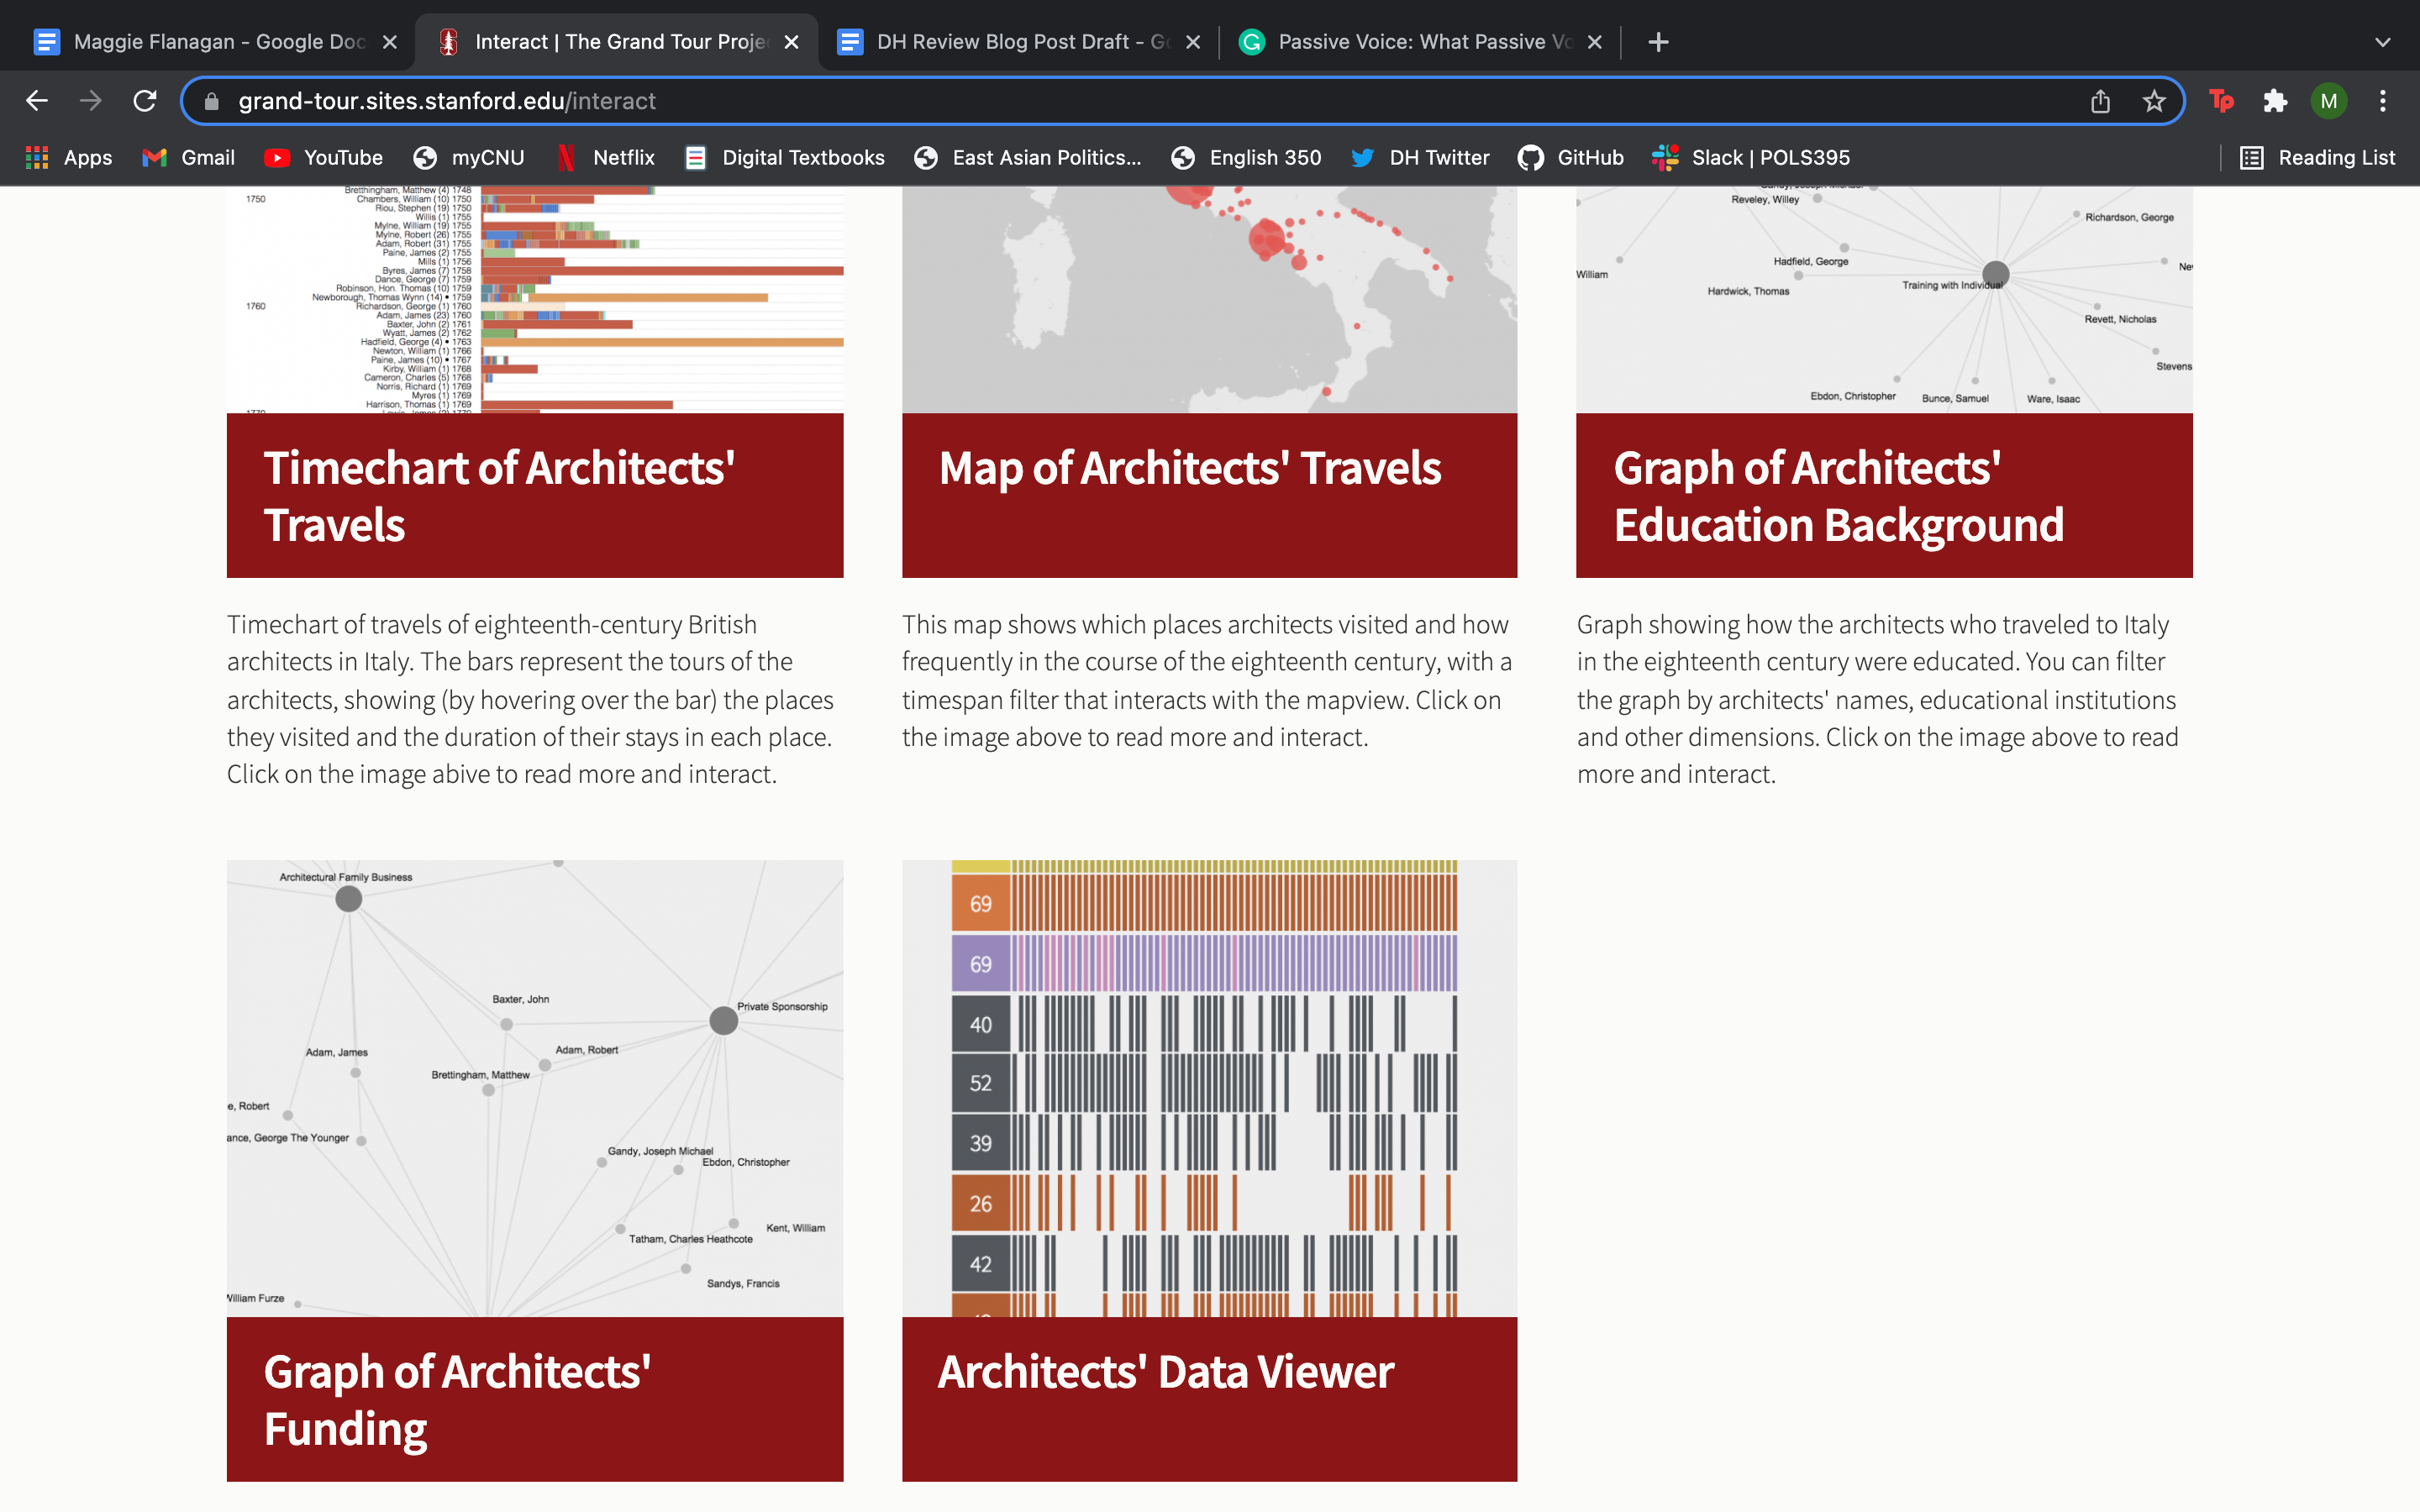 Maggie Flanagan - Google Doc
Interact | The Grand Tour Proje
DH Review Blog Post Draft - Go
Passive Voice: What Passive Vo
grand-tour.sites.stanford.edu/interact
M
Apps
Gmail
YouTube
myCNU
Netflix
Digital Textbooks
East Asian Politics...
English 350
DH Twitter
GitHub
Slack | POLS395
Reading List
1750
1760
1770
Bretthingham, Matthew (4) 1748
Chambers, William (10) 1750
Riou, Stephen (19) 1750
Willis (1) 1755
Mylne, William (19) 1755
Mylne, Robert (26) 1755
Adam, Robert (31) 1755
Paine, James (2) 1755
Mills (1) 1756
Byres, James (7) 1758
Dance, George (7) 1759
Robinson, Hon. Thomas (10) 1759
Newborough, Thomas Wynn (14) • 1759
Richardson, George (1) 1760
Adam, James (23) 1760
Baxter, John (2) 1761
Wyatt, James (2) 1762
Hadfield, George (4) • 1763
Newton, William (1) 1766
Paine, James (10) • 1767
Kirby, William (1) 1768
Cameron, Charles (5) 1768
Norris, Richard (1) 1769
Myres (1) 1769
Harrison, Thomas (1) 1769
Reveley, Willey
Richardson, George
William
Hadfield, George
Hardwick, Thomas
Training with Individual
Revett, Nicholas
Stevens
Ebdon, Christopher
Bunce, Samuel
Ware, Isaac
Timechart of Architects'
Travels
Map of Architects' Travels
Graph of Architects'
Education Background
Timechart of travels of eighteenth-century British
architects in Italy. The bars represent the tours of the
architects, showing (by hovering over the bar) the places
they visited and the duration of their stays in each place.
Click on the image abive to read more and interact.
This map shows which places architects visited and how
frequently in the course of the eighteenth century, with a
timespan filter that interacts with the mapview. Click on
the image above to read more and interact.
Graph showing how the architects who traveled to Italy
in the eighteenth century were educated. You can filter
the graph by architects' names, educational institutions
and other dimensions. Click on the image above to read
more and interact.
Architectural Family Business
Baxter, John
Private Sponsorship
Adam, James
Adam, Robert
Brettingham, Matthew
e, Robert
ance, George The Younger
Gandy, Joseph Michael
Ebdon, Christopher
Kent, William
Tatham, Charles Heathcote
Sandys, Francis
William Furze
69
69
40
52
39
26
42
Graph of Architects'
Funding
Architects' Data Viewer